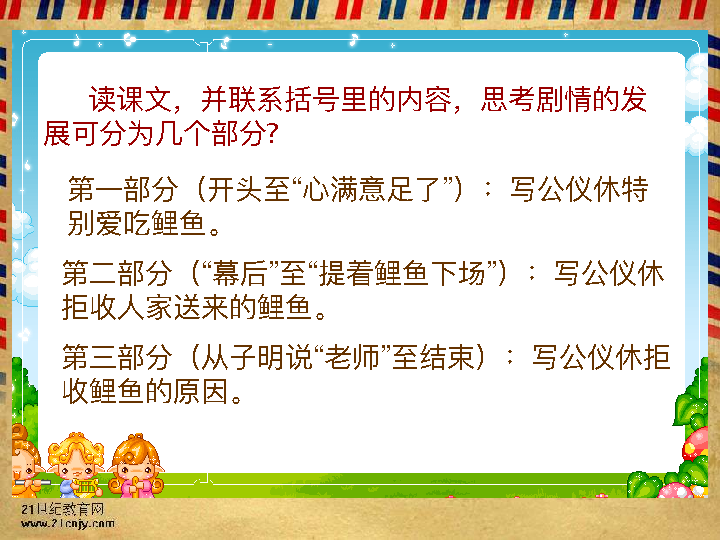 读课文，并联系括号里的内容，思考剧情的发
展可分为几个部分?
第一部分（开头至“心满意足了”）：写公仪休特
别爱吃鲤鱼。
第二部分（“幕后”至“提着鲤鱼下场”）：写公仪休
拒收人家送来的鲤鱼。
第三部分（从子明说“老师”至结束）：写公仪休拒
收鲤鱼的原因。
21世纪教育网
www.21cnjy.com